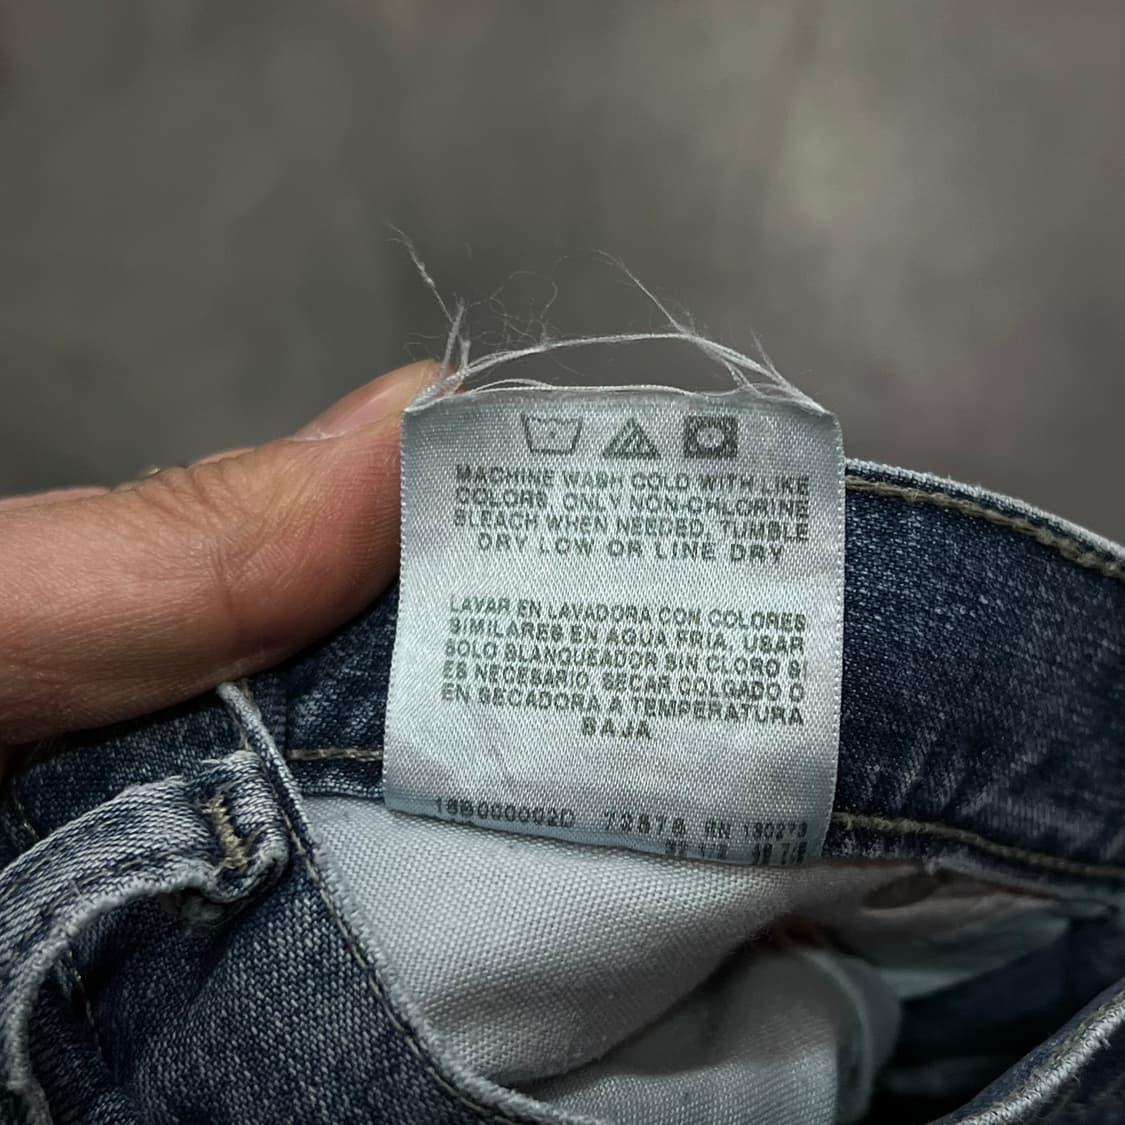 MACHINE WASH COLD WITH LIKE
COLORS, ONLY NON-CHLORINE
BLEACH WHEN NEEDED, TUMBLE
DRY LOW OR LINE DRY
LAVAR EN LAVADORA CON COLORES
SIMILARES EN AGUA FRIA, USAR
SOLO BLANQUEADOR SIN CLORO SI
ES NECESARIO, SECAR COLGADO O
EN SECADORA A TEMPERATURA
BAJA
RN 130273